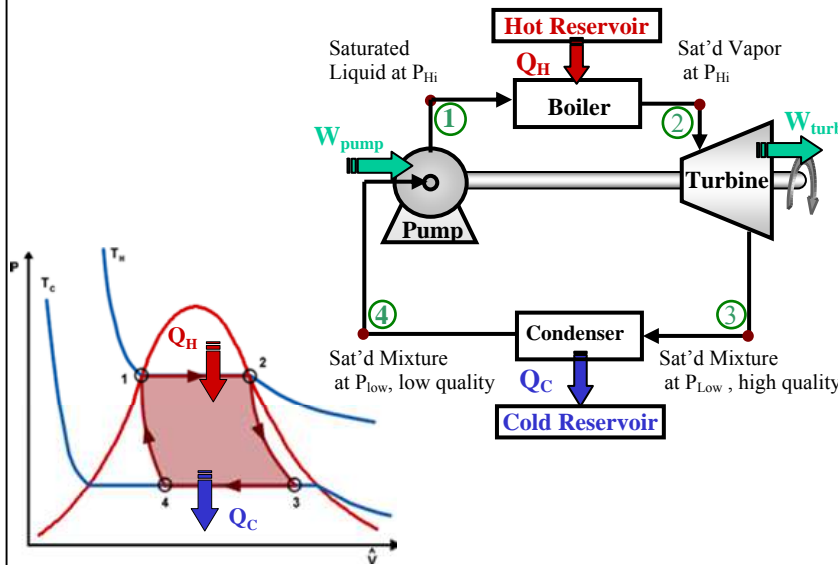 Hot Reservoir
Saturated
Liquid at P_Hi
Q_H
Sat'd Vapor
at P_Hi
Boiler
1
2
W_pump
W_turb
Turbine
Pump
4
3
Condenser
Sat'd Mixture
at P_low, low quality
Sat'd Mixture
at P_Low , high quality
Q_C
Cold Reservoir
P
T_H
T_C
Q_H
1
2
4
3
Q_C
V̂